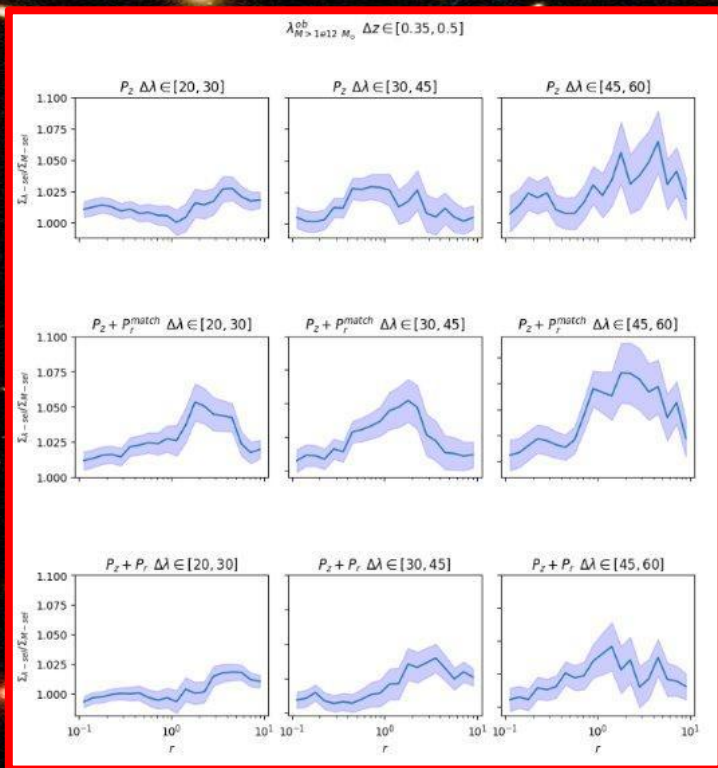 λ^{ob}_{M>1e12 M_⊙} Δz ∈ [0.35, 0.5]
P_z Δλ ∈ [20, 30]
P_z Δλ ∈ [30, 45]
P_z Δλ ∈ [45, 60]
Σ_{λ-sel}/Σ_{M-sel}
1.100
1.075
1.050
1.025
1.000
P_z + P_r^{match} Δλ ∈ [20, 30]
P_z + P_r^{match} Δλ ∈ [30, 45]
P_z + P_r^{match} Δλ ∈ [45, 60]
Σ_{λ-sel}/Σ_{M-sel}
1.100
1.075
1.050
1.025
1.000
P_z + P_r Δλ ∈ [20, 30]
P_z + P_r Δλ ∈ [30, 45]
P_z + P_r Δλ ∈ [45, 60]
Σ_{λ-sel}/Σ_{M-sel}
1.100
1.075
1.050
1.025
1.000
10^{-1} 10^0 10^1 10^{-1} 10^0 10^1 10^{-1} 10^0 10^1
r r r